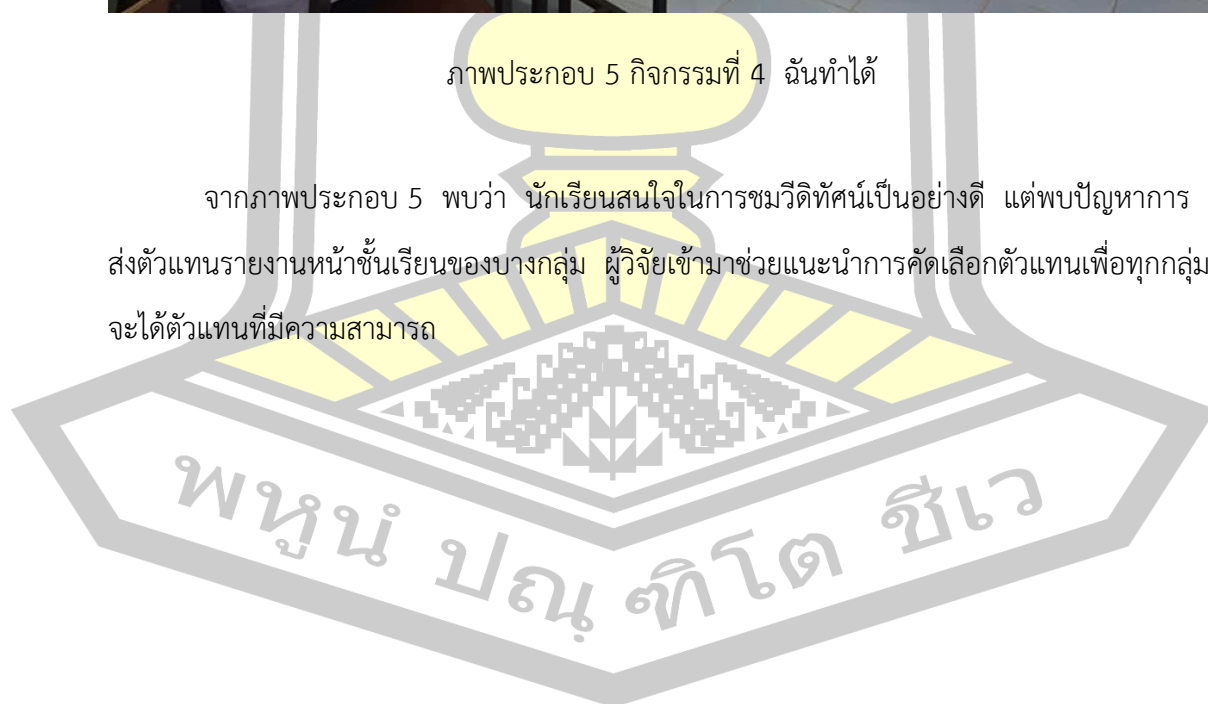 ภาพประกอบ 5 กิจกรรมที่ 4 ฉันทำได้
จากภาพประกอบ 5 พบว่า นักเรียนสนใจในการชมวีดิทัศน์เป็นอย่างดี แต่พบปัญหาการ
ส่งตัวแทนรายงานหน้าชั้นเรียนของบางกลุ่ม ผู้วิจัยเข้ามาช่วยแนะนำการคัดเลือกตัวแทนเพื่อทุกกลุ่ม
จะได้ตัวแทนที่มีความสามารถ
พหูนํ ปณฺฑิโต ชีเว